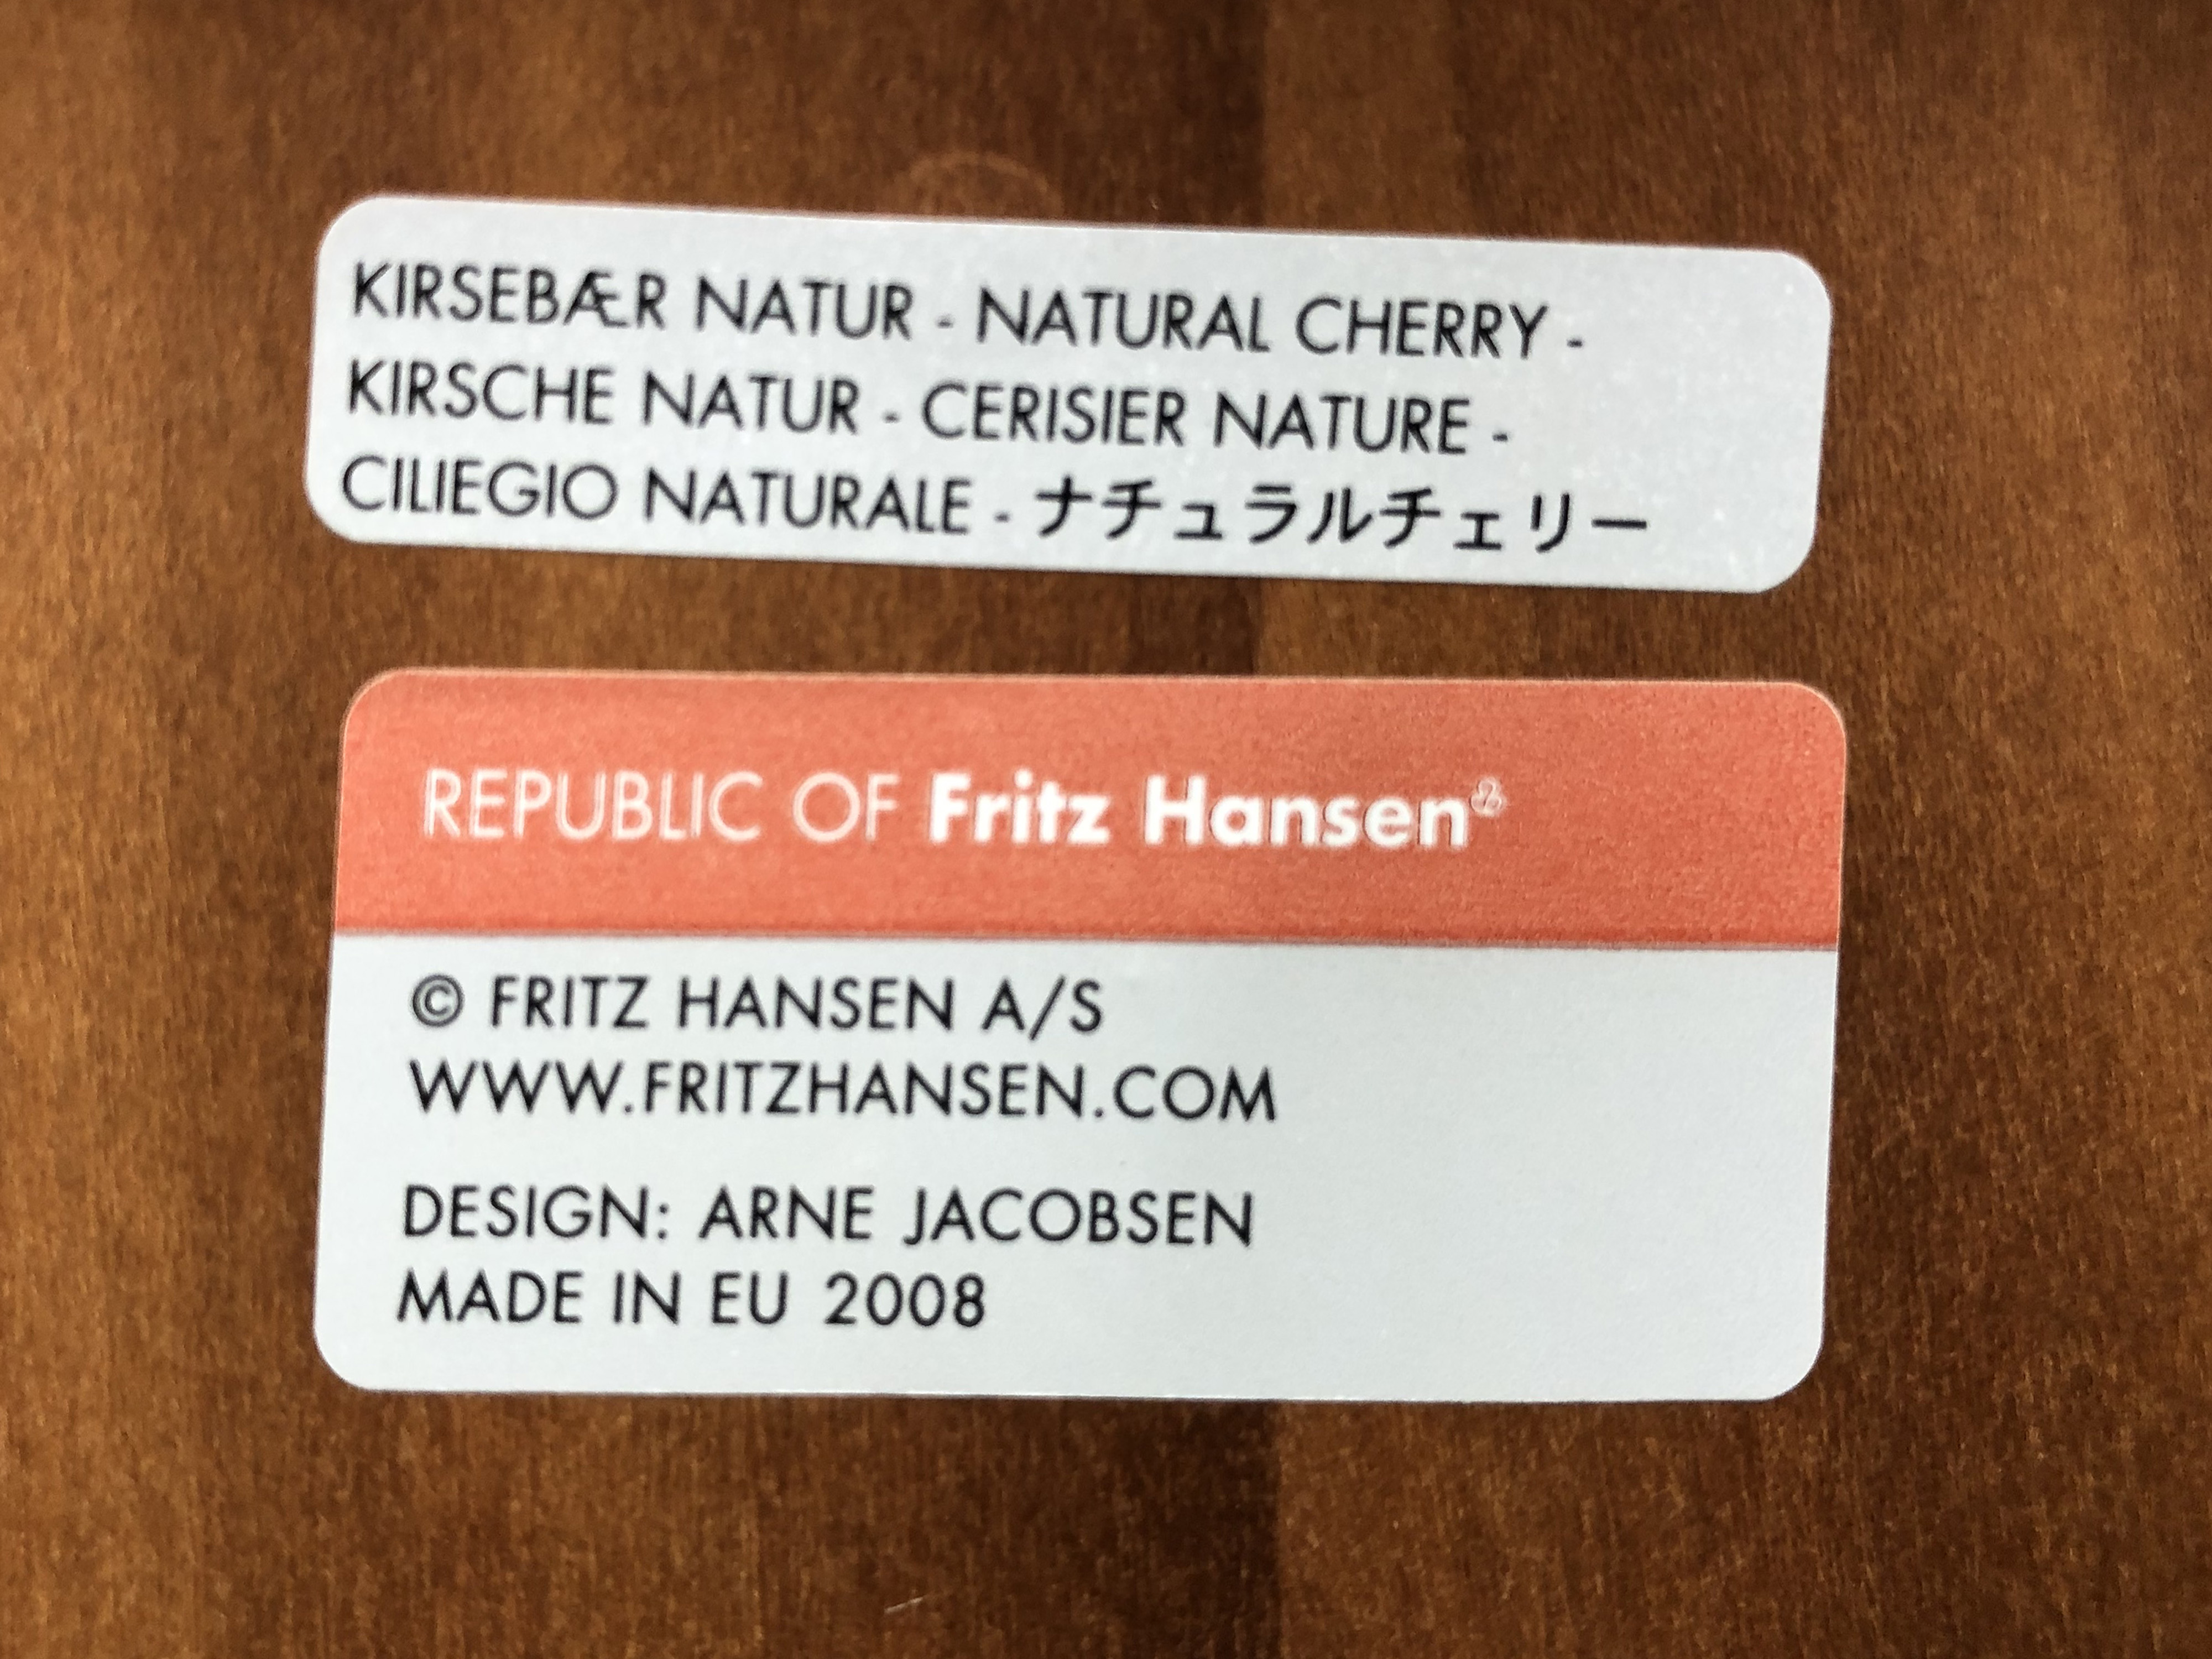 KIRSEBÆR NATUR - NATURAL CHERRY -
KIRSCHE NATUR - CERISIER NATURE -
CILIEGIO NATURALE - ナチュラルチェリー
REPUBLIC OF Fritz Hansen
© FRITZ HANSEN A/S
WWW.FRITZHANSEN.COM
DESIGN: ARNE JACOBSEN
MADE IN EU 2008